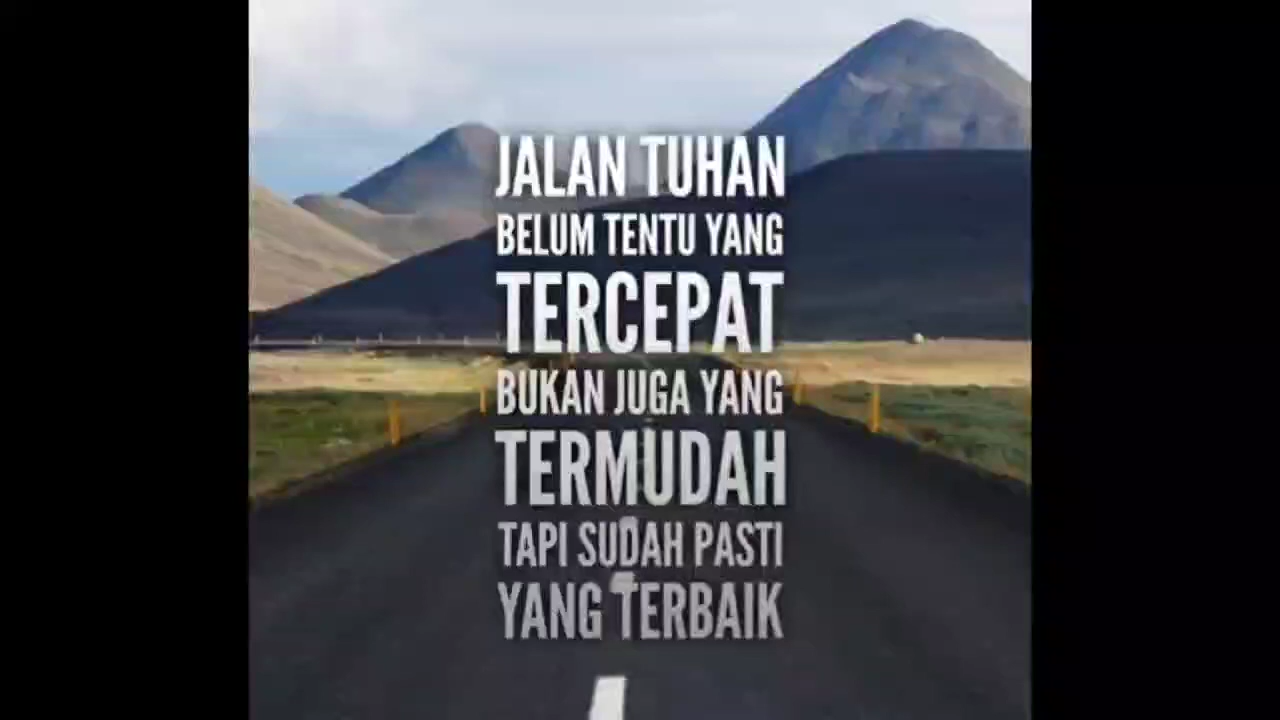 JALAN TUHAN
BELUM TENTU YANG
TERCEPAT
BUKAN JUGA YANG
TERMUDAH
TAPI SUDAH PASTI
YANG TERBAIK